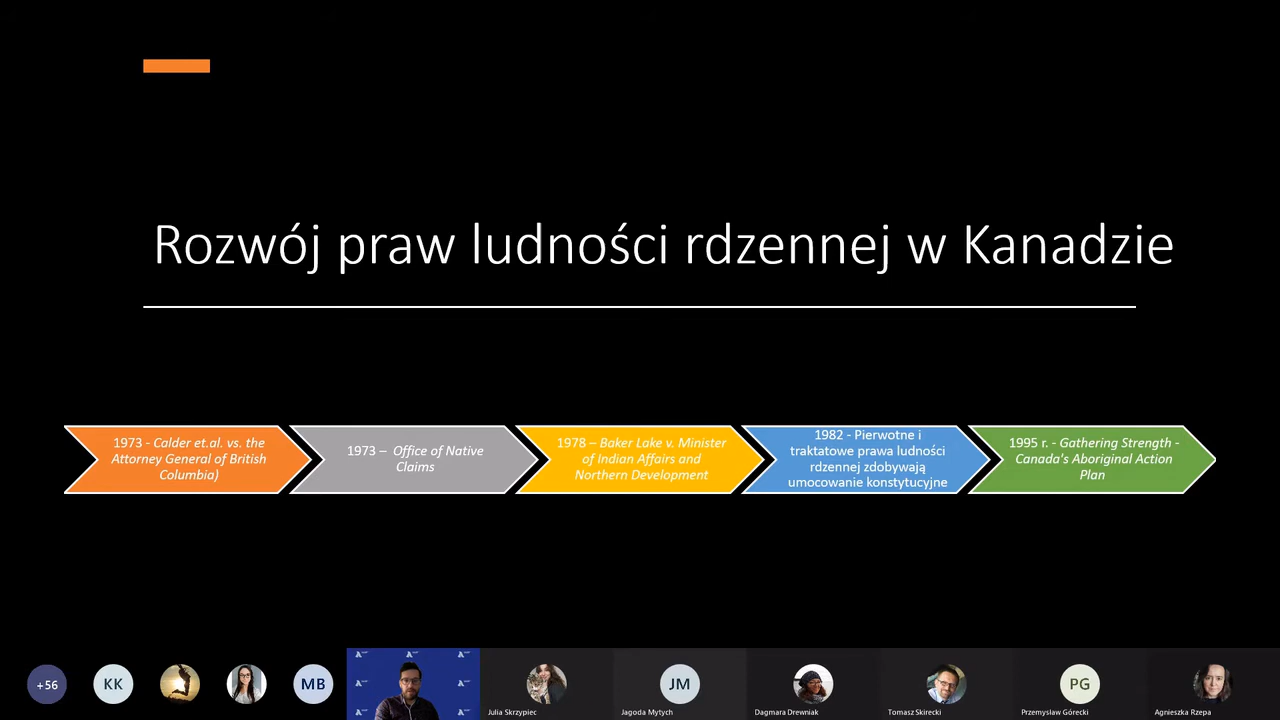 Rozwój praw ludności rdzennej w Kanadzie
1973 - Calder et.al. vs. the
Attorney General of British
Columbia)
1973 – Office of Native
Claims
1978 – Baker Lake v. Minister
of Indian Affairs and
Northern Development
1982 - Pierwotne i
traktatowe prawa ludności
rdzennej zdobywają
umocowanie konstytucyjne
1995 r. - Gathering Strength -
Canada's Aboriginal Action
Plan
+56
KK
MB
JM
PG
Julia Skrzypiec
Jagoda Mytych
Dagmara Drewniak
Tomasz Skirecki
Przemysław Górecki
Agnieszka Rzepa